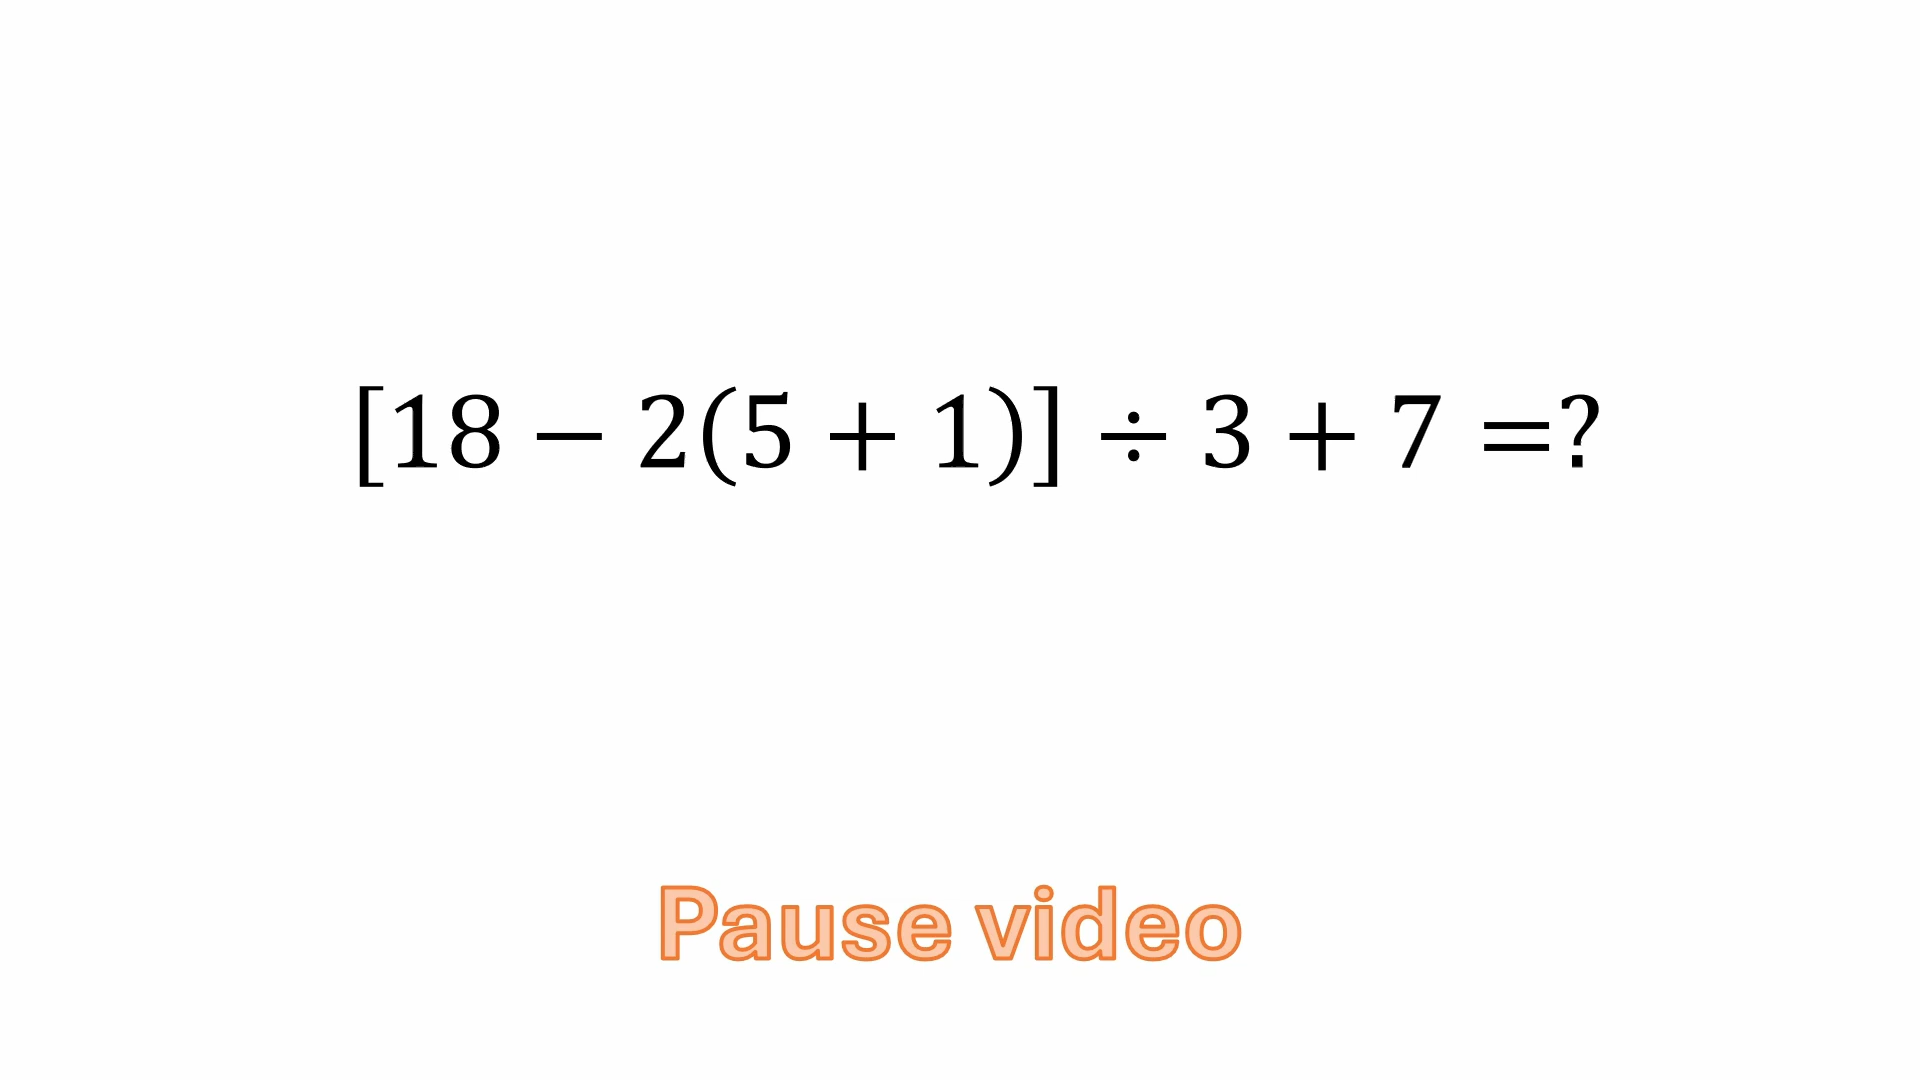 [18 − 2(5 + 1)] ÷ 3 + 7 =?
Pause video